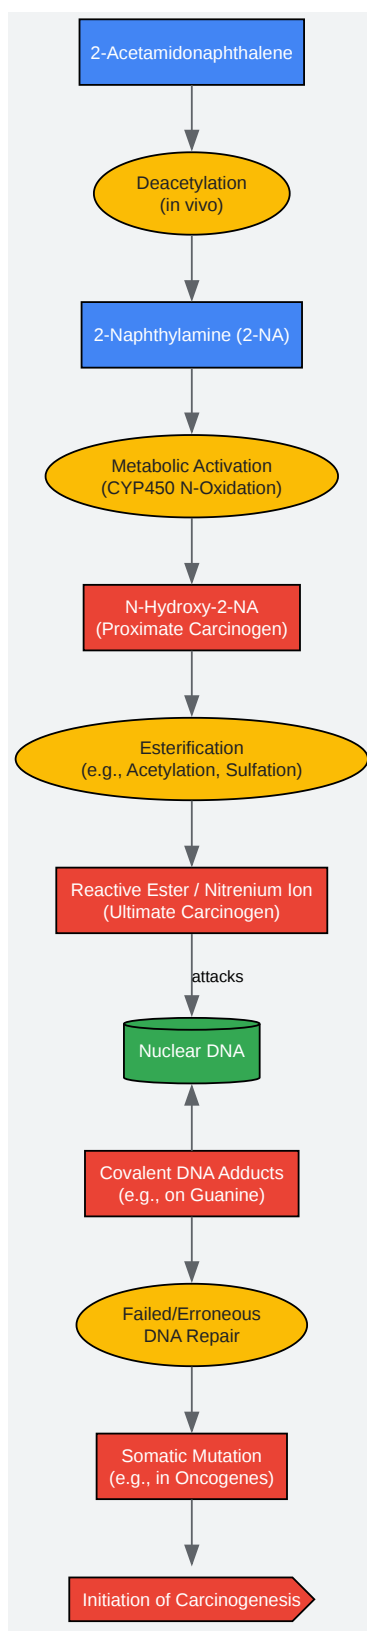 2-Acetamidonaphthalene
Deacetylation
(in vivo)
2-Naphthylamine (2-NA)
Metabolic Activation
(CYP450 N-Oxidation)
N-Hydroxy-2-NA
(Proximate Carcinogen)
Esterification
(e.g., Acetylation, Sulfation)
Reactive Ester / Nitrenium Ion
(Ultimate Carcinogen)
attacks
Nuclear DNA
Covalent DNA Adducts
(e.g., on Guanine)
Failed/Erroneous
DNA Repair
Somatic Mutation
(e.g., in Oncogenes)
Initiation of Carcinogenesis